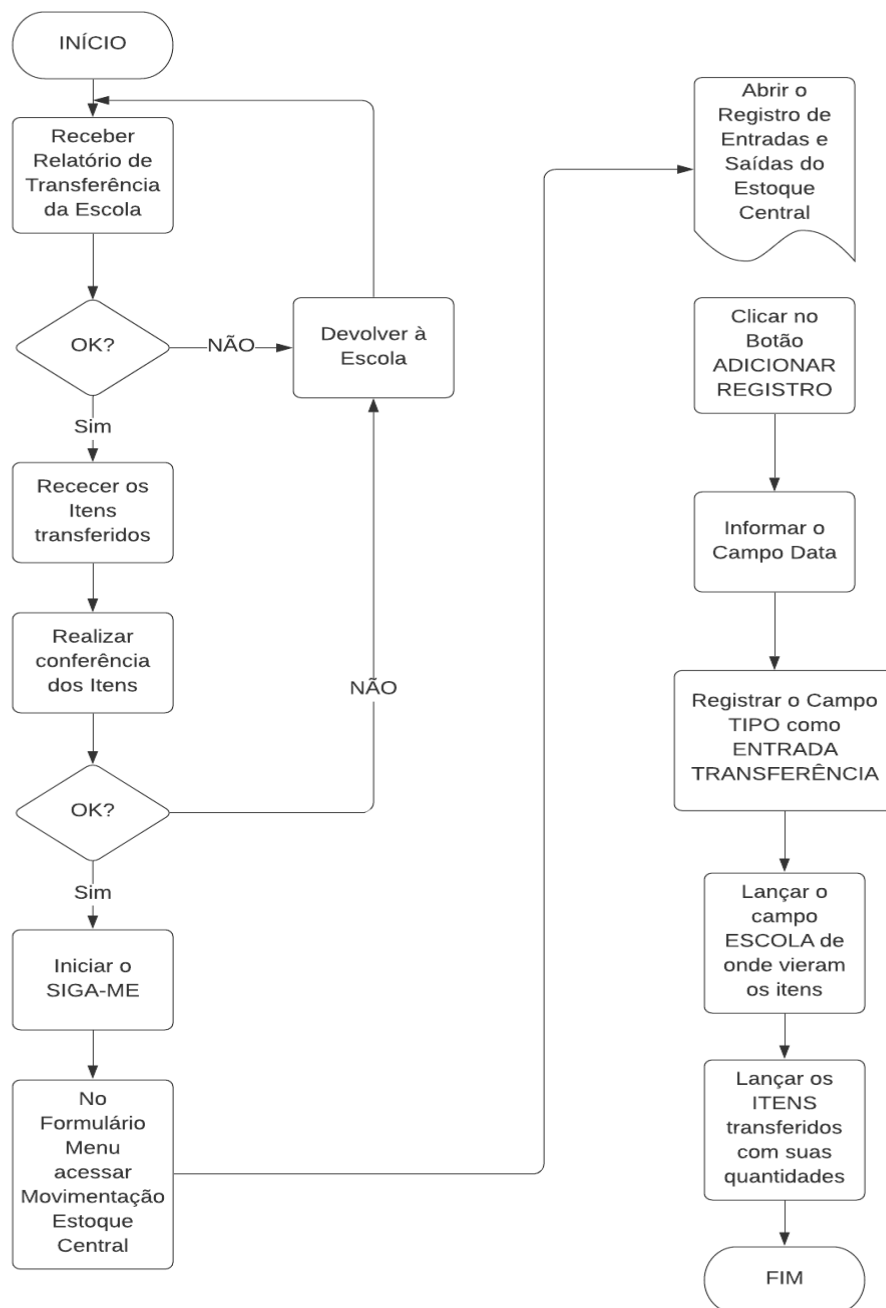 INÍCIO
Receber
Relatório de
Transferência
da Escola
OK?
NÃO
Devolver à
Escola
Sim
Rececer os
Itens
transferidos
Realizar
conferência
dos Itens
NÃO
OK?
Sim
Iniciar o
SIGA-ME
No
Formulário
Menu
acessar
Movimentação
Estoque
Central
Abrir o
Registro de
Entradas e
Saídas do
Estoque
Central
Clicar no
Botão
ADICIONAR
REGISTRO
Informar o
Campo Data
Registrar o Campo
TIPO como
ENTRADA
TRANSFERÊNCIA
Lançar o
campo
ESCOLA de
onde vieram
os itens
Lançar os
ITENS
transferidos
com suas
quantidades
FIM